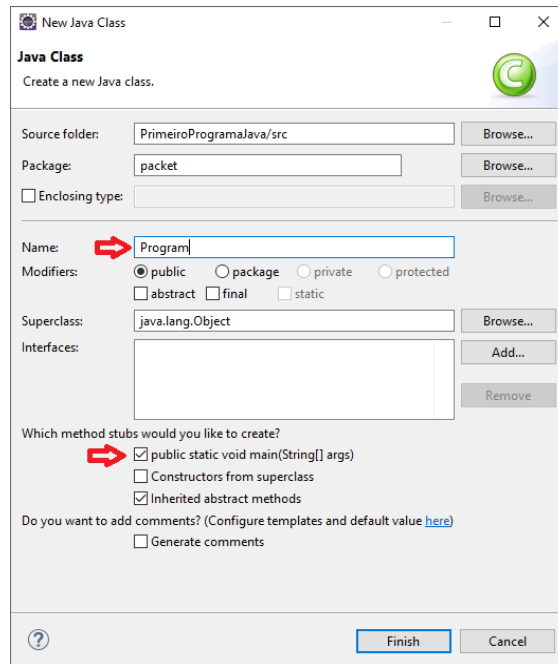 New Java Class
Java Class
Create a new Java class.
Source folder: PrimeiroProgramaJava/src Browse...
Package: packet Browse...
Enclosing type: Browse...
Name: Program
Modifiers: public package private protected
abstract final static
Superclass: java.lang.Object Browse...
Interfaces: Add...
Remove
Which method stubs would you like to create?
public static void main(String[] args)
Constructors from superclass
Inherited abstract methods
Do you want to add comments? (Configure templates and default value here)
Generate comments
? Finish Cancel